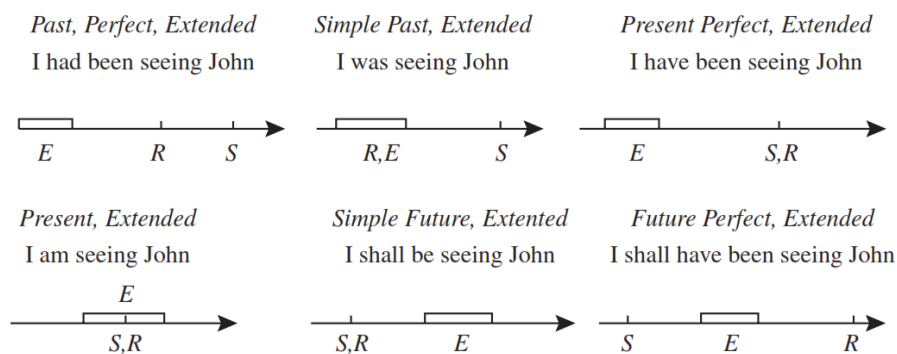 Past, Perfect, Extended
I had been seeing John
E R S
Simple Past, Extended
I was seeing John
R,E S
Present Perfect, Extended
I have been seeing John
E S,R
Present, Extended
I am seeing John
E
S,R
Simple Future, Extented
I shall be seeing John
S,R E
Future Perfect, Extended
I shall have been seeing John
S E R